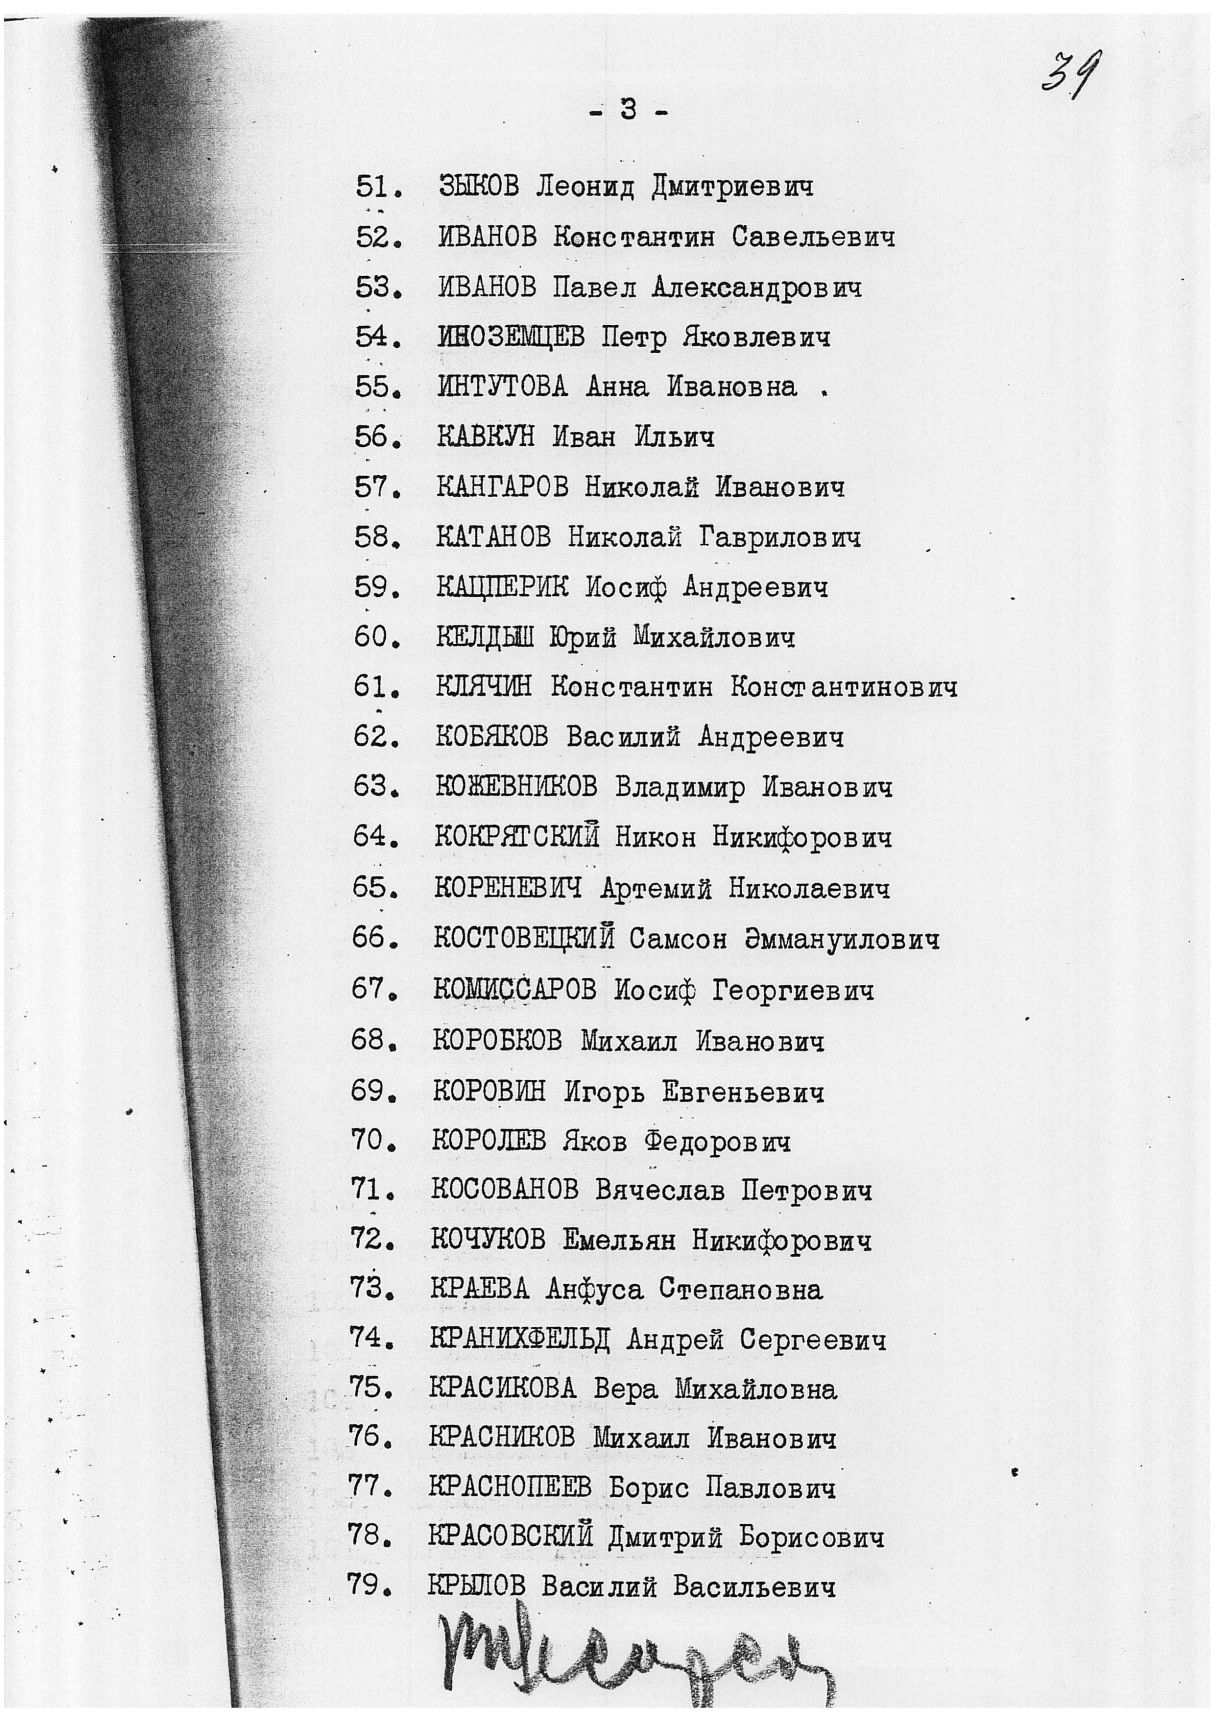 39
- 3 -
51. ЗЫКОВ Леонид Дмитриевич
52. ИВАНОВ Константин Савельевич
53. ИВАНОВ Павел Александрович
54. ИНОЗЕМЦЕВ Петр Яковлевич
55. ИНТУТОВА Анна Ивановна .
56. КАВКУН Иван Ильич
57. КАНГАРОВ Николай Иванович
58. КАТАНОВ Николай Гаврилович
59. КАЦПЕРИК Иосиф Андреевич
60. КЕЛДЫШ Юрий Михайлович
61. КЛЯЧИН Константин Константинович
62. КОБЯКОВ Василий Андреевич
63. КОЖЕВНИКОВ Владимир Иванович
64. КОКРЯТСКИЙ Никон Никифорович
65. КОРЕНЕВИЧ Артемий Николаевич
66. КОСТОВЕЦКИЙ Самсон Эммануилович
67. КОМИССАРОВ Иосиф Георгиевич
68. КОРОБКОВ Михаил Иванович
69. КОРОВИН Игорь Евгеньевич
70. КОРОЛЕВ Яков Федорович
71. КОСОВАНОВ Вячеслав Петрович
72. КОЧУКОВ Емельян Никифорович
73. КРАЕВА Анфуса Степановна
74. КРАНИХФЕЛЬД Андрей Сергеевич
75. КРАСИКОВА Вера Михайловна
76. КРАСНИКОВ Михаил Иванович
77. КРАСНОПЕЕВ Борис Павлович
78. КРАСОВСКИЙ Дмитрий Борисович
79. КРЫЛОВ Василий Васильевич